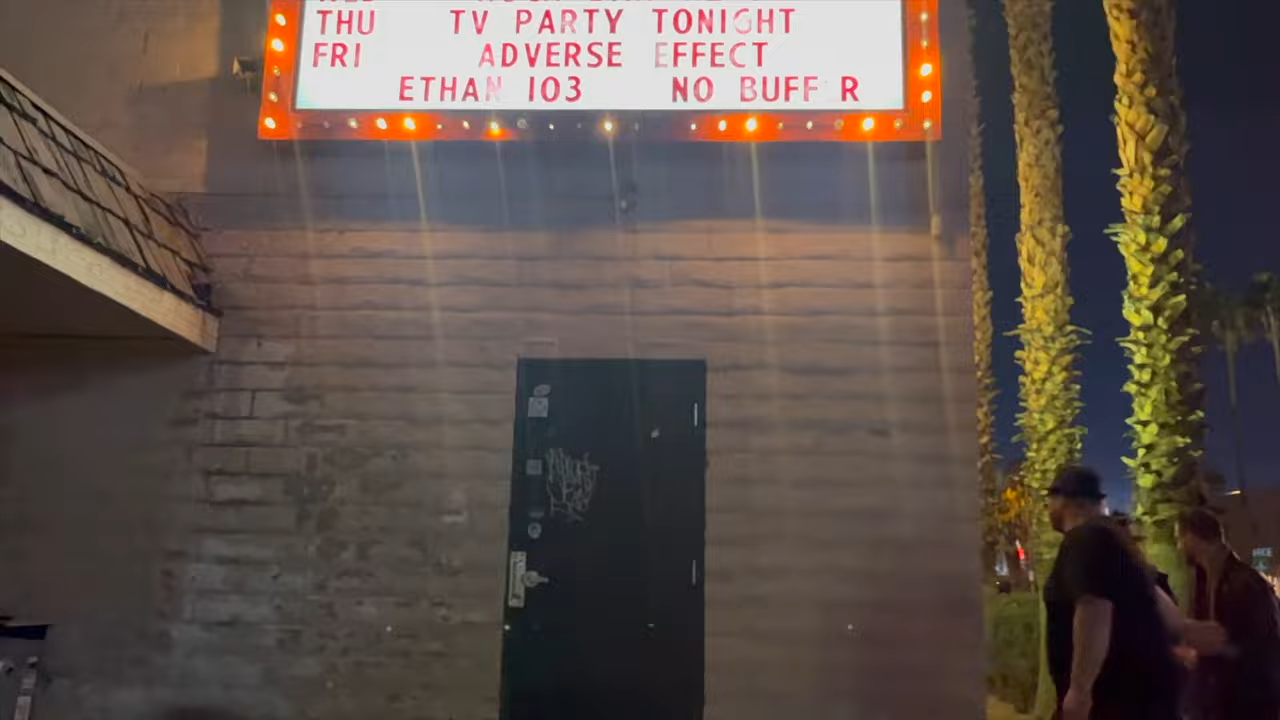 THU TV PARTY TONIGHT
FRI ADVERSE EFFECT
ETHAN 103 NO BUFF R